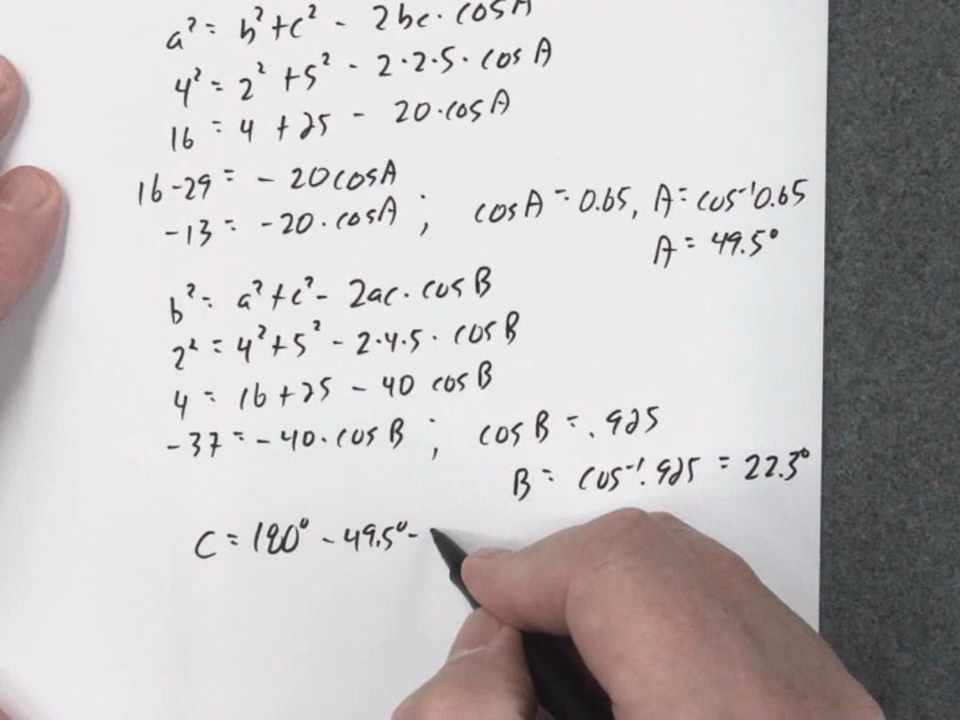 a² = b² + c² - 2bc · cos A
4² = 2² + 5² - 2·2·5 · cos A
16 = 4 + 25 - 20·cos A
16-29 = - 20 cos A
-13 = -20 · cos A ; cos A = 0.65, A = cos⁻¹ 0.65
A = 49.5°
b² = a² + c² - 2ac · cos B
2² = 4² + 5² - 2·4·5 · cos B
4 = 16 + 25 - 40 cos B
-37 = -40 · cos B ; cos B = .925
B = cos⁻¹ .925 = 22.3°
C = 180° - 49.5° -